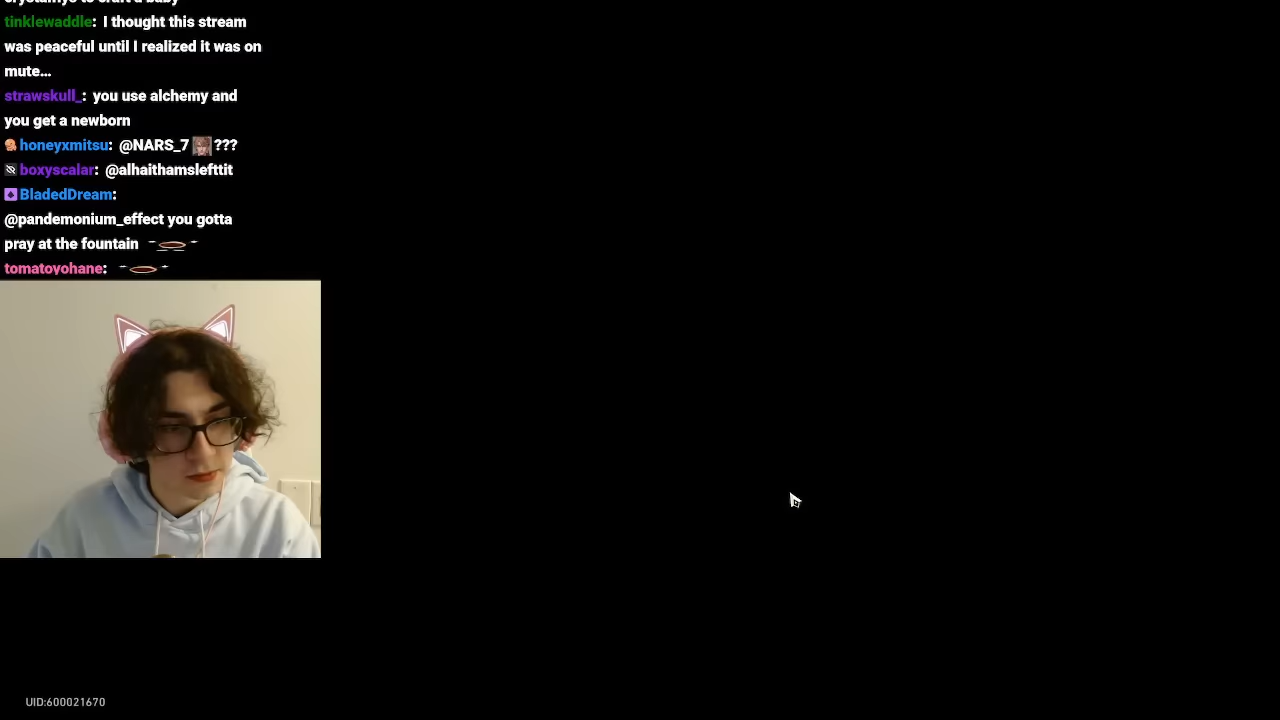 tinklewaddle: I thought this stream
was peaceful until I realized it was on
mute...
strawskull_: you use alchemy and
you get a newborn
honeyxmitsu: @NARS_7 ???
boxyscalar: @alhaithamslefttit
BladedDream:
@pandemonium_effect you gotta
pray at the fountain
tomatoyohane:
UID:600021670